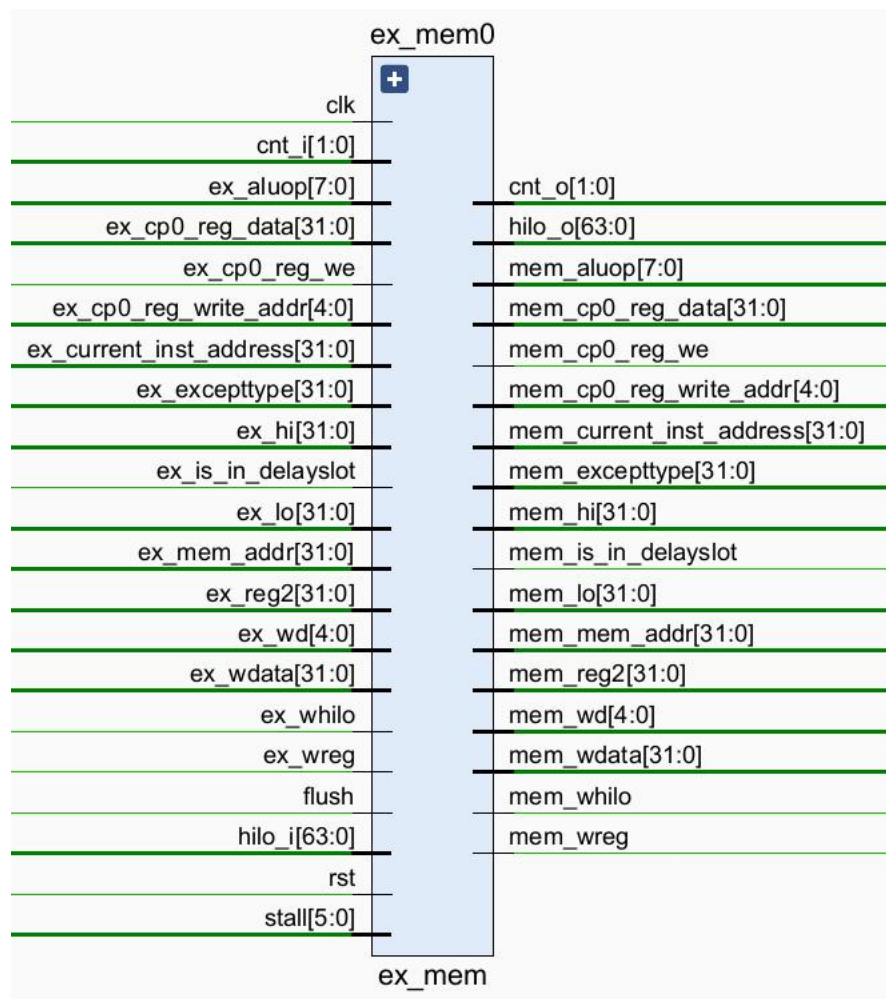 ex_mem0
clk
cnt_i[1:0]
ex_aluop[7:0]
ex_cp0_reg_data[31:0]
ex_cp0_reg_we
ex_cp0_reg_write_addr[4:0]
ex_current_inst_address[31:0]
ex_excepttype[31:0]
ex_hi[31:0]
ex_is_in_delayslot
ex_lo[31:0]
ex_mem_addr[31:0]
ex_reg2[31:0]
ex_wd[4:0]
ex_wdata[31:0]
ex_whilo
ex_wreg
flush
hilo_i[63:0]
rst
stall[5:0]
cnt_o[1:0]
hilo_o[63:0]
mem_aluop[7:0]
mem_cp0_reg_data[31:0]
mem_cp0_reg_we
mem_cp0_reg_write_addr[4:0]
mem_current_inst_address[31:0]
mem_excepttype[31:0]
mem_hi[31:0]
mem_is_in_delayslot
mem_lo[31:0]
mem_mem_addr[31:0]
mem_reg2[31:0]
mem_wd[4:0]
mem_wdata[31:0]
mem_whilo
mem_wreg
ex_mem